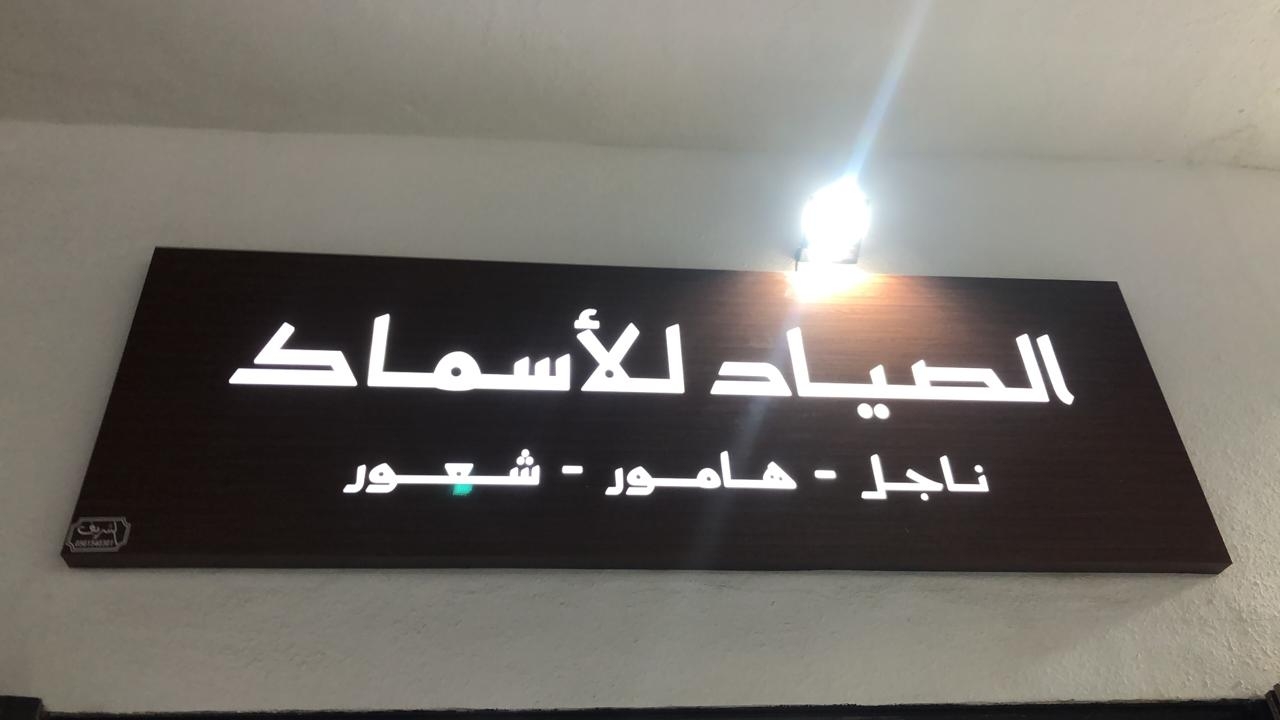 الصياد للأسماك
ناجل - هامور - شعور